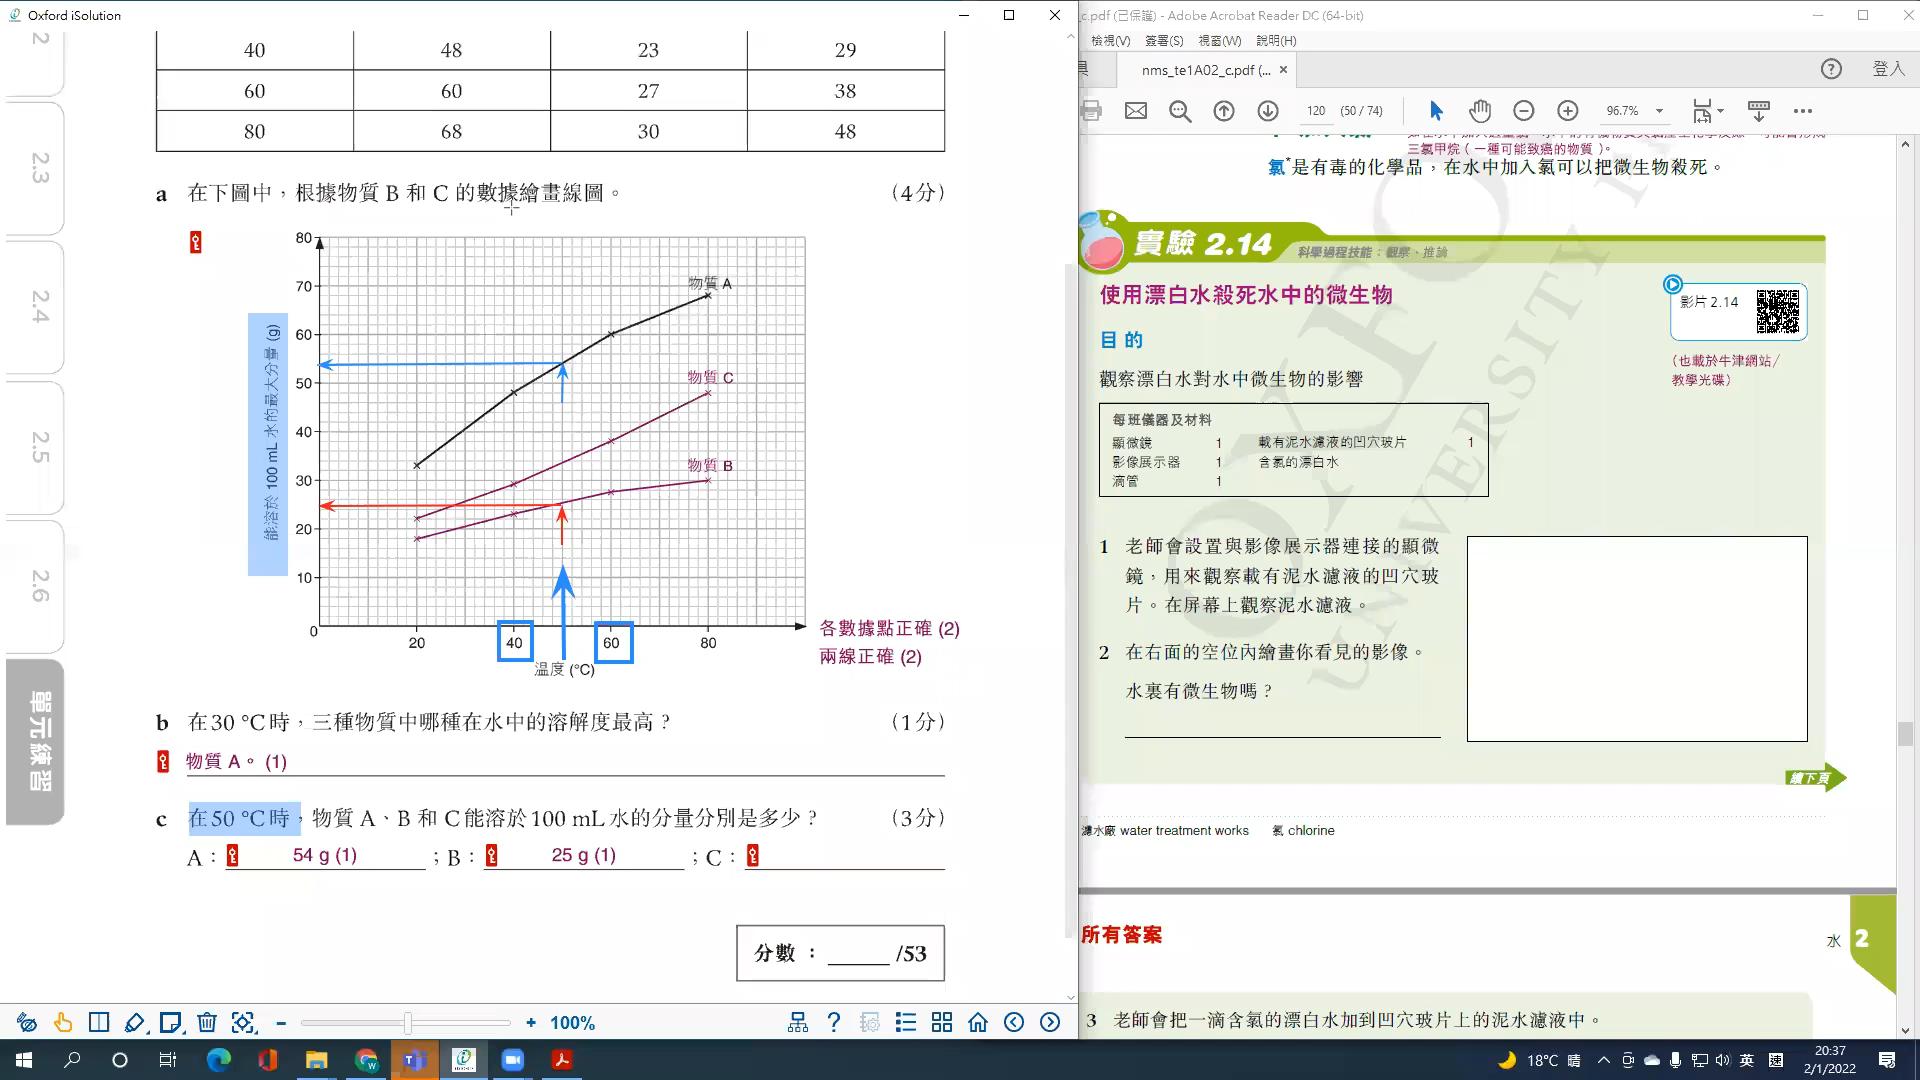 Oxford iSolution
40 48 23 29
60 60 27 38
80 68 30 48
a 在下圖中，根據物質 B 和 C 的數據繪畫線圖。 (4分)
80
70
60
50
40
30
20
10
0
20 40 60 80
能溶於 100 mL 水的最大分量 (g)
物質 A
物質 C
物質 B
温度 (°C)
各數據點正確 (2)
兩線正確 (2)
b 在30 °C時，三種物質中哪種在水中的溶解度最高？ (1分)
物質 A。 (1)
c 在50 °C時，物質 A、B 和 C能溶於100 mL水的分量分別是多少？ (3分)
A： 54 g (1) ；B： 25 g (1) ；C：
分數： /53
2
2.3
2.4
2.5
2.6
單元練習
100%
_c.pdf (已保護) - Adobe Acrobat Reader DC (64-bit)
檢視(V) 簽署(S) 視窗(W) 說明(H)
具 nms_te1A02_c.pdf (... × 登入
120 (50 / 74) 96.7%
三氯甲烷（一種可能致癌的物質）。
氯*是有毒的化學品，在水中加入氯可以把微生物殺死。
實驗 2.14 科學過程技能：觀察、推論
使用漂白水殺死水中的微生物
影片 2.14
（也載於牛津網站/
教學光碟）
目的
觀察漂白水對水中微生物的影響
每班儀器及材料
顯微鏡 1 載有泥水濾液的凹穴玻片 1
影像展示器 1 含氯的漂白水
滴管 1
1 老師會設置與影像展示器連接的顯微
鏡，用來觀察載有泥水濾液的凹穴玻
片。在屏幕上觀察泥水濾液。
2 在右面的空位內繪畫你看見的影像。
水裏有微生物嗎？
續下頁
濾水廠 water treatment works 氯 chlorine
所有答案
水 2
3 老師會把一滴含氯的漂白水加到凹穴玻片上的泥水濾液中。
OXFO
UNIVERSITY
18°C 晴
英
20:37
2/1/2022